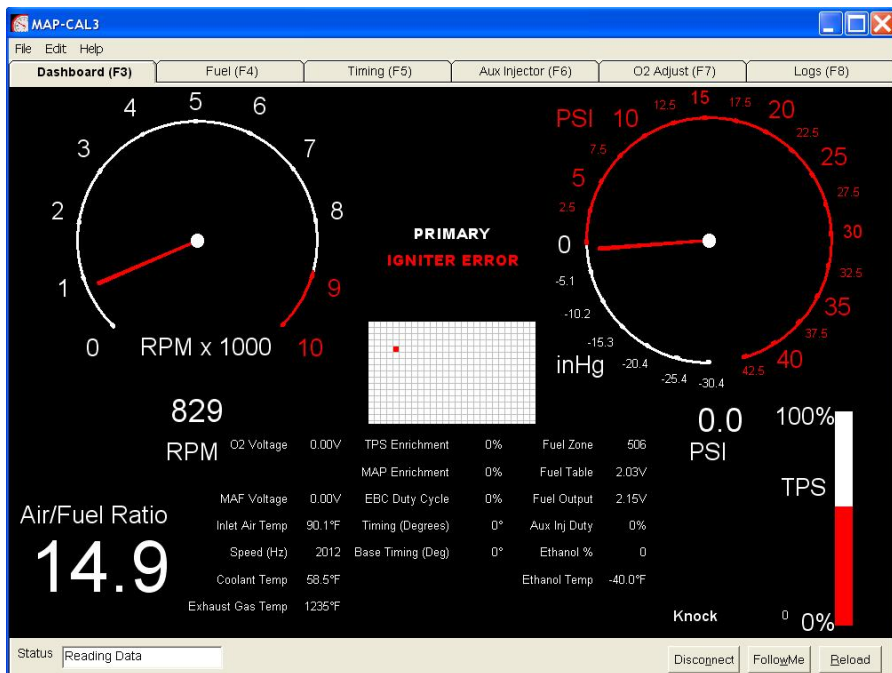 MAP-CAL3
File Edit Help
Dashboard (F3) Fuel (F4) Timing (F5) Aux Injector (F6) O2 Adjust (F7) Logs (F8)
0 1 2 3 4 5 6 7 8 9 10
RPM x 1000
829
RPM
PRIMARY
IGNITER ERROR
PSI
0 2.5 5 7.5 10 12.5 15 17.5 20 22.5 25 27.5 30 32.5 35 37.5 40 42.5
-5.1 -10.2 -15.3 -20.4 -25.4 -30.4
inHg
0.0
PSI
100%
TPS
0%
O2 Voltage 0.00V TPS Enrichment 0% Fuel Zone 506
MAP Enrichment 0% Fuel Table 2.03V
MAF Voltage 0.00V EBC Duty Cycle 0% Fuel Output 2.15V
Inlet Air Temp 90.1°F Timing (Degrees) 0° Aux Inj Duty 0%
Speed (Hz) 2012 Base Timing (Deg) 0° Ethanol % 0
Coolant Temp 58.5°F Ethanol Temp -40.0°F
Exhaust Gas Temp 1235°F
Air/Fuel Ratio
14.9
Knock 0
Status Reading Data Disconnect FollowMe Reload